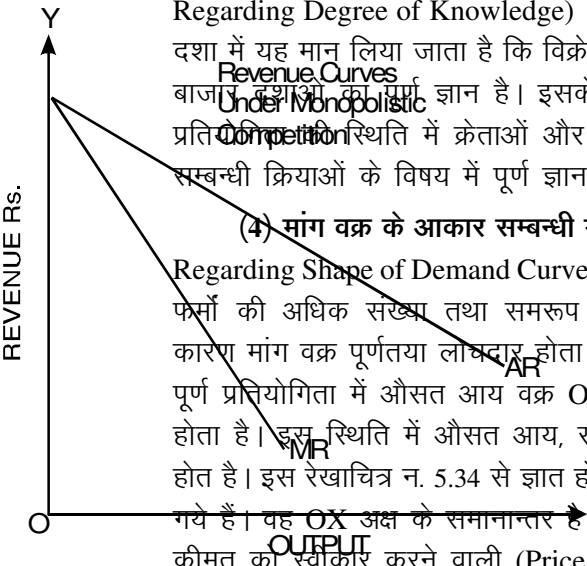 Y
REVENUE Rs.
Revenue Curves
Under Monopolistic
Competition
AR
MR
O
OUTPUT
Regarding Degree of Knowledge)
दशा में यह मान लिया जाता है कि विक्रे
बाजार दशाओं का पूर्ण ज्ञान है। इसके
प्रतियोगिता की स्थिति में क्रेताओं और
सम्बन्धी क्रियाओं के विषय में पूर्ण ज्ञान
(4) मांग वक्र के आकार सम्बन्धी
Regarding Shape of Demand Curve
फर्मों की अधिक संख्या तथा समरूप
कारण मांग वक्र पूर्णतया लोचदार होता
पूर्ण प्रतियोगिता में औसत आय वक्र O
होता है। इस स्थिति में औसत आय,
होत है। इस रेखाचित्र न. 5.34 से ज्ञात हो
गये हैं। वह OX अक्ष के समानान्तर है
कीमत को स्वीकार करने वाली (Price